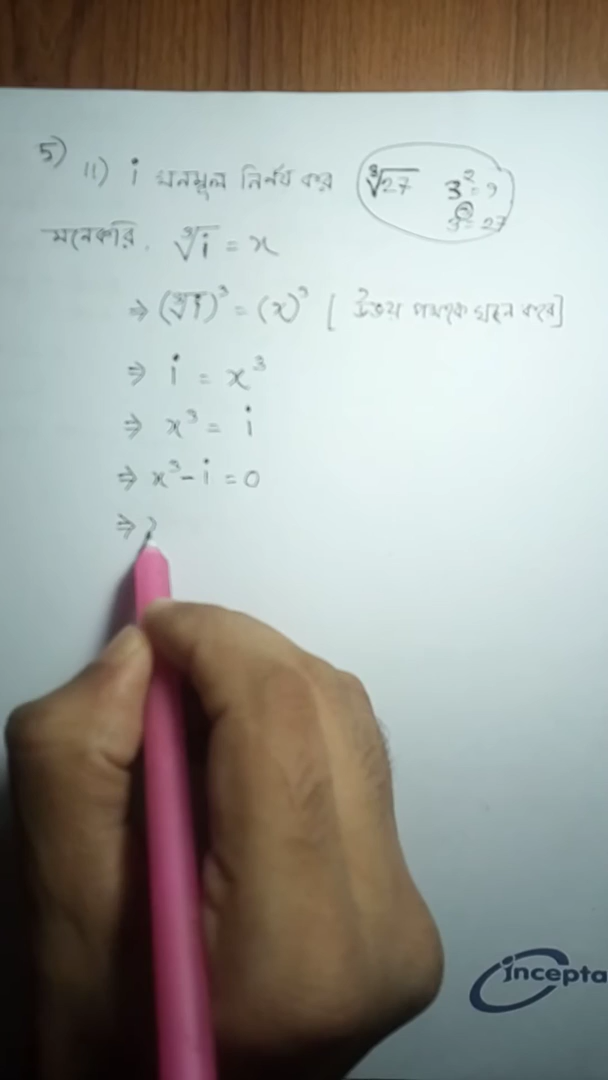 5) ii) i ঘনমূল নির্ণয় কর ∛27 3² = 9
3³ = 27
মনেকরি, ∛i = x
⇒ (∛i)³ = (x)³ [ উভয় পক্ষকে ঘন করে]
⇒ i = x³
⇒ x³ = i
⇒ x³ - i = 0
⇒
incepta